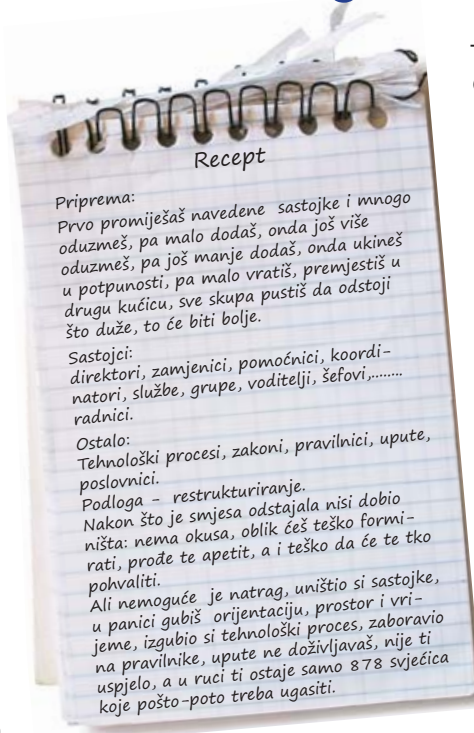 Recept
Priprema:
Prvo promiješaš navedene sastojke i mnogo
oduzmeš, pa malo dodaš, onda još više
oduzmeš, pa još manje dodaš, onda ukineš
u potpunosti, pa malo vratiš, premjestiš u
drugu kućicu, sve skupa pustiš da odstoji
što duže, to će biti bolje.
Sastojci:
direktori, zamjenici, pomoćnici, koordi-
natori, službe, grupe, voditelji, šefovi,........
radnici.
Ostalo:
Tehnološki procesi, zakoni, pravilnici, upute,
poslovnici.
Podloga - restrukturiranje.
Nakon što je smjesa odstajala nisi dobio
ništa: nema okusa, oblik ćeš teško formi-
rati, prođe te apetit, a i teško da će te tko
pohvaliti.
Ali nemoguće je natrag, uništio si sastojke,
u panici gubiš orijentaciju, prostor i vri-
jeme, izgubio si tehnološki proces, zaboravio
na pravilnike, upute ne doživljavaš, nije ti
uspjelo, a u ruci ti ostaje samo 878 svjećica
koje pošto-poto treba ugasiti.